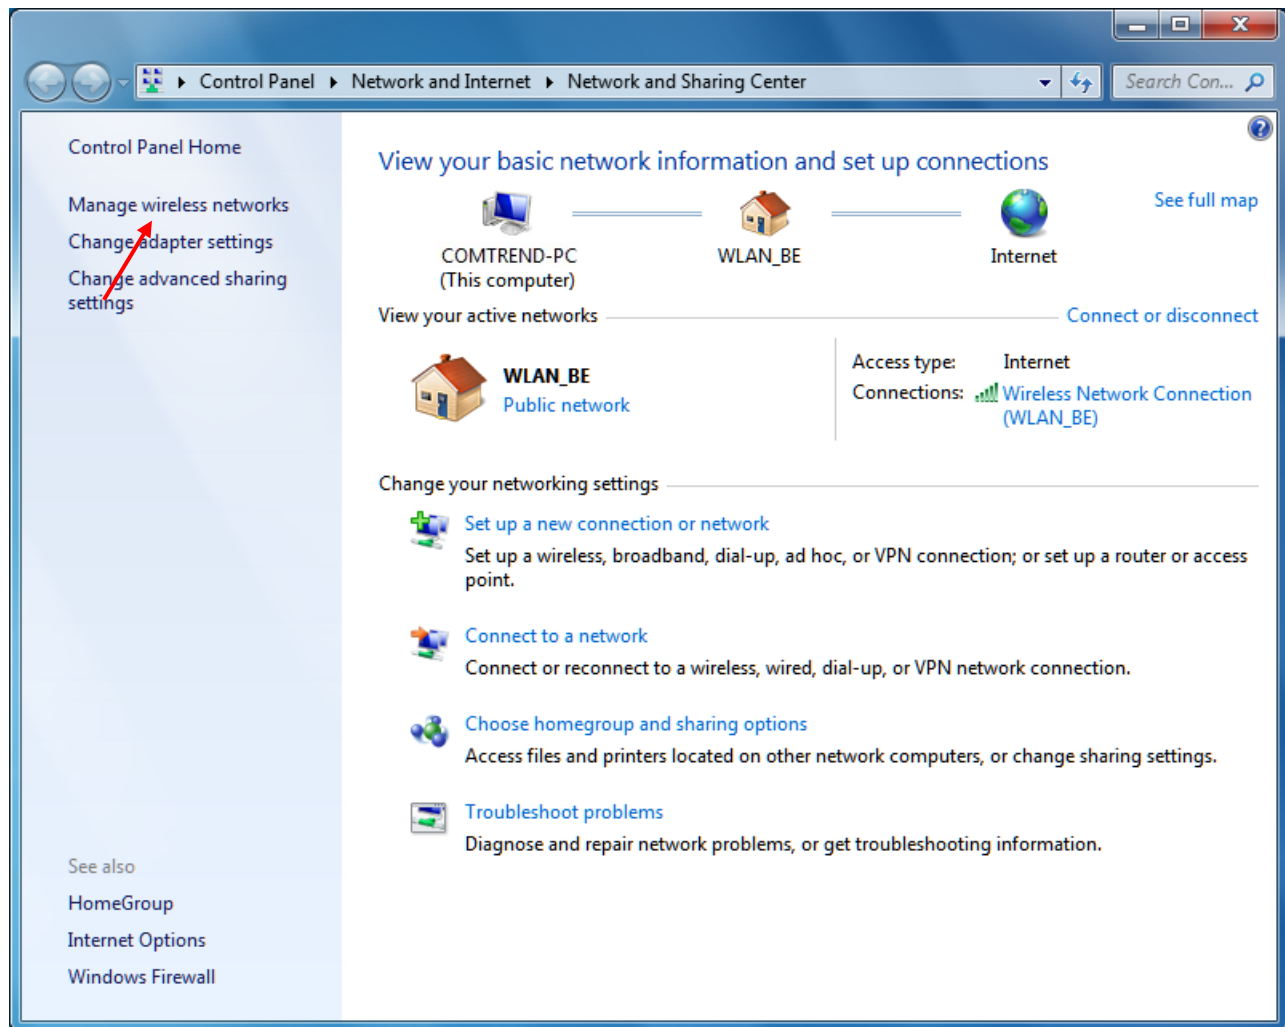 Control Panel
Network and Internet
Network and Sharing Center
Search Con...
Control Panel Home
Manage wireless networks
Change adapter settings
Change advanced sharing
settings
View your basic network information and set up connections
See full map
COMTREND-PC
(This computer)
WLAN_BE
Internet
View your active networks
Connect or disconnect
WLAN_BE
Public network
Access type: Internet
Connections: Wireless Network Connection
(WLAN_BE)
Change your networking settings
Set up a new connection or network
Set up a wireless, broadband, dial-up, ad hoc, or VPN connection; or set up a router or access
point.
Connect to a network
Connect or reconnect to a wireless, wired, dial-up, or VPN network connection.
Choose homegroup and sharing options
Access files and printers located on other network computers, or change sharing settings.
Troubleshoot problems
Diagnose and repair network problems, or get troubleshooting information.
See also
HomeGroup
Internet Options
Windows Firewall